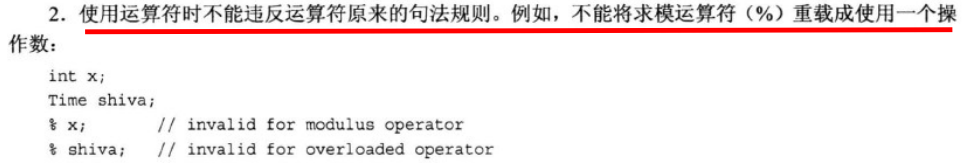 2．使用运算符时不能违反运算符原来的句法规则。例如，不能将求模运算符（%）重载成使用一个操
作数：
int x;
Time shiva;
% x;        // invalid for modulus operator
% shiva;    // invalid for overloaded operator